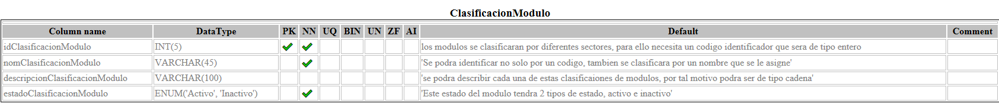 ClasificacionModulo
Column name DataType PK NN UQ BIN UN ZF AI Default Comment
idClasificacionModulo INT(5) los modulos se clasificaran por diferentes sectores, para ello necesita un codigo identificador que sera de tipo entero
nomClasificacionModulo VARCHAR(45) 'Se podra identificar no solo por un codigo, tambien se clasificara por un nombre que se le asigne'
descripcionClasificacionModulo VARCHAR(100) 'se podra describir cada una de estas clasificaiones de modulos, por tal motivo podra ser de tipo cadena'
estadoClasificacionModulo ENUM('Activo', 'Inactivo') 'Este estado del modulo tendra 2 tipos de estado, activo e inactivo'